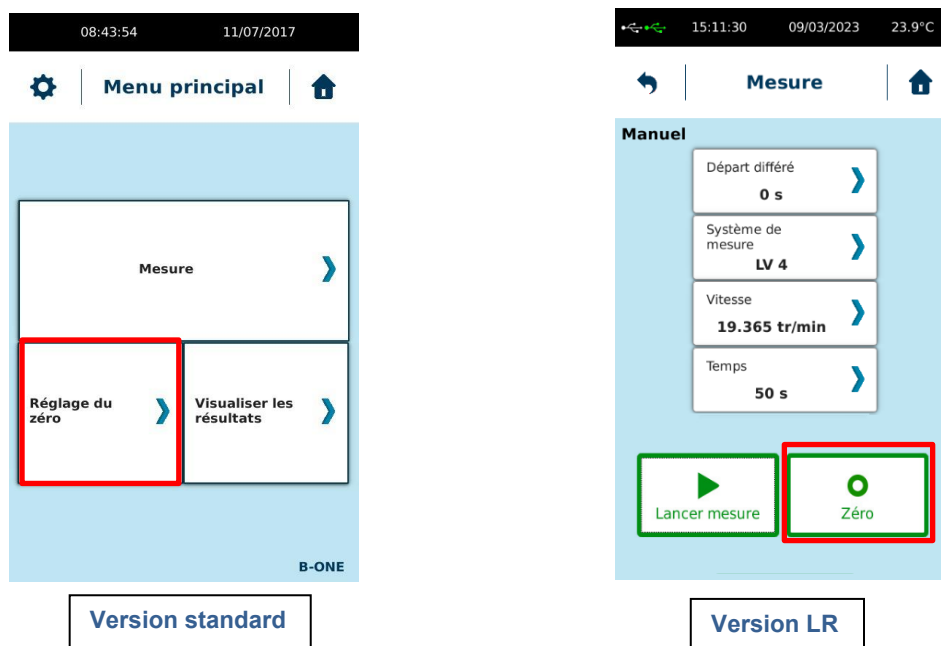 08:43:54 11/07/2017
Menu principal
Mesure
Réglage du
zéro
Visualiser les
résultats
B-ONE
Version standard
15:11:30 09/03/2023 23.9°C
Mesure
Manuel
Départ différé
0 s
Système de
mesure
LV 4
Vitesse
19.365 tr/min
Temps
50 s
Lancer mesure
Zéro
Version LR